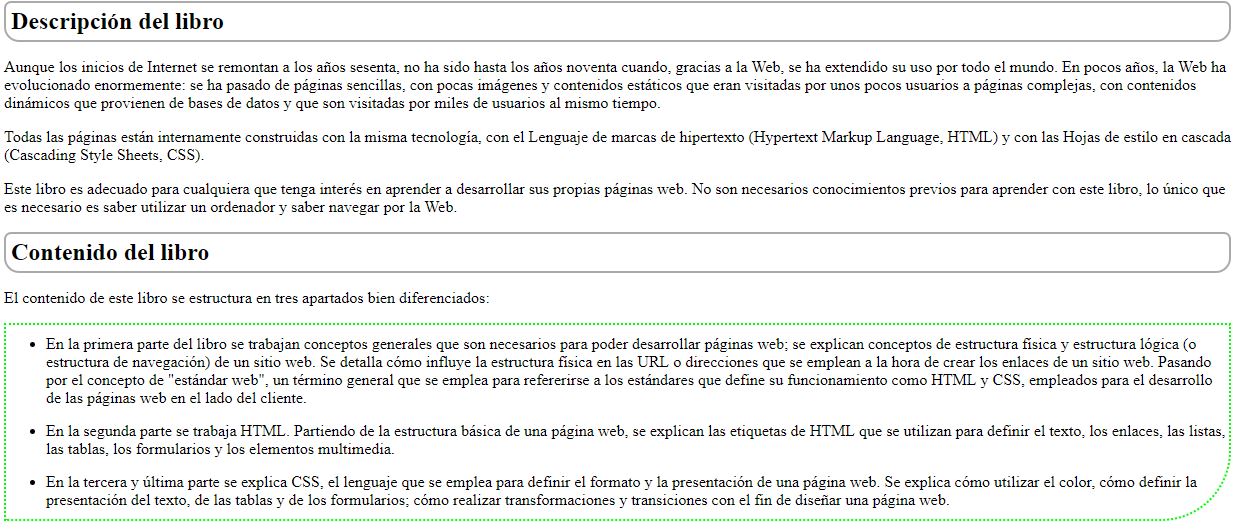 Descripción del libro
Aunque los inicios de Internet se remontan a los años sesenta, no ha sido hasta los años noventa cuando, gracias a la Web, se ha extendido su uso por todo el mundo. En pocos años, la Web ha
evolucionado enormemente: se ha pasado de páginas sencillas, con pocas imágenes y contenidos estáticos que eran visitadas por unos pocos usuarios a páginas complejas, con contenidos
dinámicos que provienen de bases de datos y que son visitadas por miles de usuarios al mismo tiempo.
Todas las páginas están internamente construidas con la misma tecnología, con el Lenguaje de marcas de hipertexto (Hypertext Markup Language, HTML) y con las Hojas de estilo en cascada
(Cascading Style Sheets, CSS).
Este libro es adecuado para cualquiera que tenga interés en aprender a desarrollar sus propias páginas web. No son necesarios conocimientos previos para aprender con este libro, lo único que
es necesario es saber utilizar un ordenador y saber navegar por la Web.
Contenido del libro
El contenido de este libro se estructura en tres apartados bien diferenciados:
• En la primera parte del libro se trabajan conceptos generales que son necesarios para poder desarrollar páginas web; se explican conceptos de estructura física y estructura lógica (o
estructura de navegación) de un sitio web. Se detalla cómo influye la estructura física en las URL o direcciones que se emplean a la hora de crear los enlaces de un sitio web. Pasando
por el concepto de "estándar web", un término general que se emplea para refererirse a los estándares que define su funcionamiento como HTML y CSS, empleados para el desarrollo
de las páginas web en el lado del cliente.
• En la segunda parte se trabaja HTML. Partiendo de la estructura básica de una página web, se explican las etiquetas de HTML que se utilizan para definir el texto, los enlaces, las listas,
las tablas, los formularios y los elementos multimedia.
• En la tercera y última parte se explica CSS, el lenguaje que se emplea para definir el formato y la presentación de una página web. Se explica cómo utilizar el color, cómo definir la
presentación del texto, de las tablas y de los formularios; cómo realizar transformaciones y transiciones con el fin de diseñar una página web.